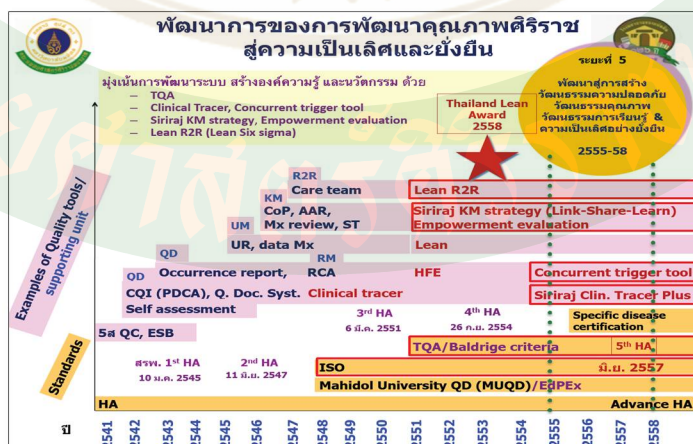 พัฒนาการของการพัฒนาคุณภาพศิริราช
สู่ความเป็นเลิศและยั่งยืน
ระยะที่ 5
พัฒนาสู่การสร้าง
วัฒนธรรมความปลอดภัย
วัฒนธรรมคุณภาพ
วัฒนธรรมการเรียนรู้ &
ความเป็นเลิศอย่างยั่งยืน
2555-58
มุ่งเน้นการพัฒนาระบบ สร้างองค์ความรู้ และนวัตกรรม ด้วย
— TQA
— Clinical Tracer, Concurrent trigger tool
— Siriraj KM strategy, Empowerment evaluation
— Lean R2R (Lean Six sigma)
Thailand Lean
Award
2558
Examples of Quality tools/
supporting unit
R2R
Care team
Lean R2R
KM
CoP, AAR,
Mx review, ST
Siriraj KM strategy (Link-Share-Learn)
Empowerment evaluation
UM
UR, data Mx
Lean
QD
RM
Occurrence report, RCA
HFE
Concurrent trigger tool
QD
CQI (PDCA), Q. Doc. Syst.
Clinical tracer
Siriraj Clin. Tracer Plus
Self assessment
3rd HA
6 มี.ค. 2551
4th HA
26 ก.ย. 2554
Specific disease
certification
5ส QC, ESB
TQA/Baldrige criteria
5th HA
Standards
สรพ. 1st HA
10 ม.ค. 2545
2nd HA
11 มิ.ย. 2547
ISO
มิ.ย. 2557
Mahidol University QD (MUQD)/EdPEx
HA
Advance HA
ปี
2541
2542
2543
2544
2545
2546
2547
2548
2549
2550
2551
2552
2553
2554
2555
2556
2557
2558